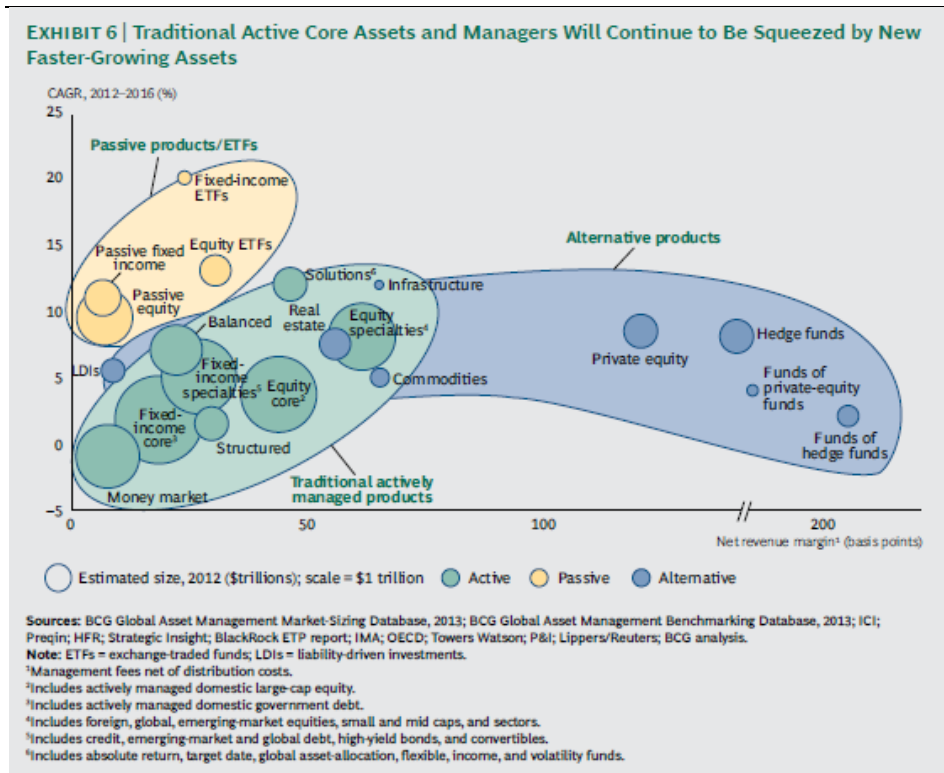 EXHIBIT 6 | Traditional Active Core Assets and Managers Will Continue to Be Squeezed by New
Faster-Growing Assets
CAGR, 2012–2016 (%)
25
20
15
10
5
0
–5
Passive products/ETFs
Fixed-income
ETFs
Passive fixed
income
Equity ETFs
Passive
equity
Alternative products
Solutions⁶
Infrastructure
Balanced
Real
estate
Equity
specialties⁴
LDIs
Fixed-
income
specialties⁵
Equity
core²
Commodities
Private equity
Hedge funds
Funds of
private-equity
funds
Funds of
hedge funds
Fixed-
income
core³
Structured
Money market
Traditional actively
managed products
0
50
100
200
Net revenue margin¹ (basis points)
Estimated size, 2012 ($trillions); scale = $1 trillion
Active
Passive
Alternative
Sources: BCG Global Asset Management Market-Sizing Database, 2013; BCG Global Asset Management Benchmarking Database, 2013; ICI;
Preqin; HFR; Strategic Insight; BlackRock ETP report; IMA; OECD; Towers Watson; P&I; Lippers/Reuters; BCG analysis.
Note: ETFs = exchange-traded funds; LDIs = liability-driven investments.
¹Management fees net of distribution costs.
²Includes actively managed domestic large-cap equity.
³Includes actively managed domestic government debt.
⁴Includes foreign, global, emerging-market equities, small and mid caps, and sectors.
⁵Includes credit, emerging-market and global debt, high-yield bonds, and convertibles.
⁶Includes absolute return, target date, global asset-allocation, flexible, income, and volatility funds.